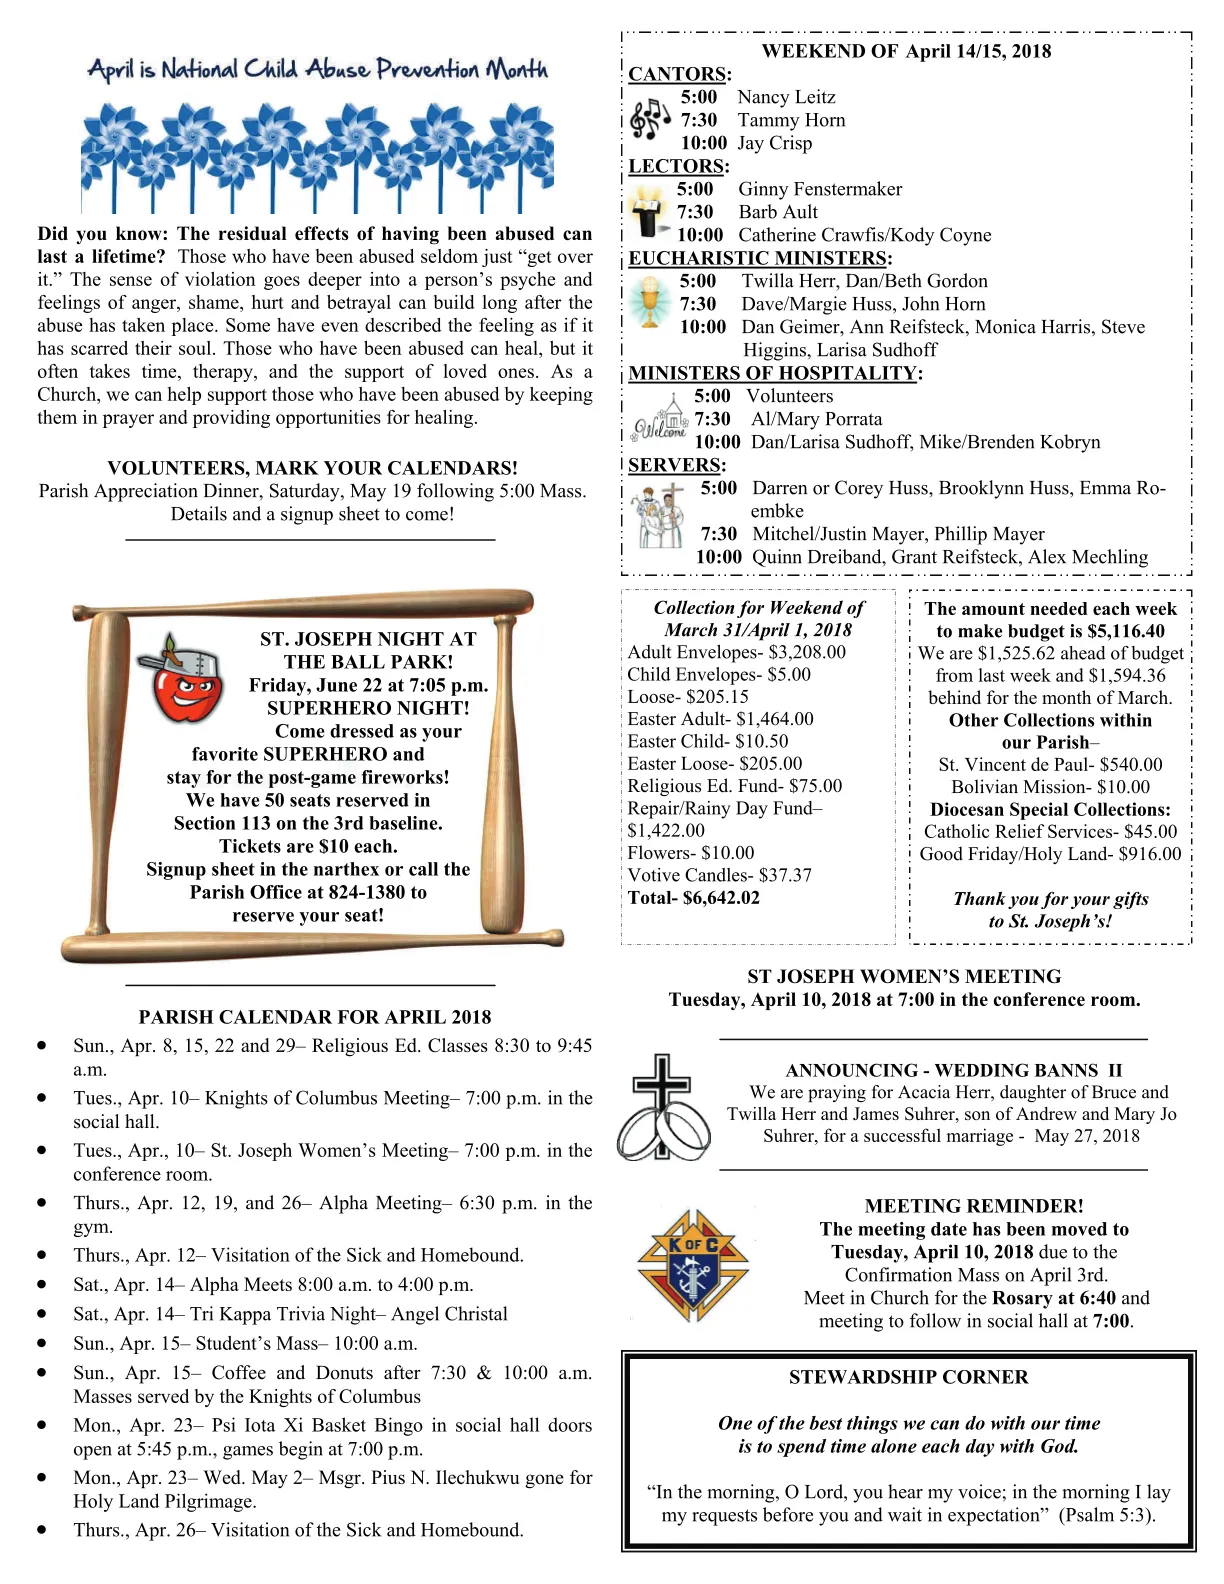 April is National Child Abuse Prevention Month
Did you know: The residual effects of having been abused can
last a lifetime?  Those who have been abused seldom just “get over
it.” The sense of violation goes deeper into a person’s psyche and
feelings of anger, shame, hurt and betrayal can build long after the
abuse has taken place. Some have even described the feeling as if it
has scarred their soul. Those who have been abused can heal, but it
often takes time, therapy, and the support of loved ones. As a
Church, we can help support those who have been abused by keeping
them in prayer and providing opportunities for healing.
VOLUNTEERS, MARK YOUR CALENDARS!
Parish Appreciation Dinner, Saturday, May 19 following 5:00 Mass.
Details and a signup sheet to come!
ST. JOSEPH NIGHT AT
THE BALL PARK!
Friday, June 22 at 7:05 p.m.
SUPERHERO NIGHT!
Come dressed as your
favorite SUPERHERO and
stay for the post-game fireworks!
We have 50 seats reserved in
Section 113 on the 3rd baseline.
Tickets are $10 each.
Signup sheet in the narthex or call the
Parish Office at 824-1380 to
reserve your seat!
PARISH CALENDAR FOR APRIL 2018
• Sun., Apr. 8, 15, 22 and 29– Religious Ed. Classes 8:30 to 9:45
a.m.
• Tues., Apr. 10– Knights of Columbus Meeting– 7:00 p.m. in the
social hall.
• Tues., Apr., 10– St. Joseph Women’s Meeting– 7:00 p.m. in the
conference room.
• Thurs., Apr. 12, 19, and 26– Alpha Meeting– 6:30 p.m. in the
gym.
• Thurs., Apr. 12– Visitation of the Sick and Homebound.
• Sat., Apr. 14– Alpha Meets 8:00 a.m. to 4:00 p.m.
• Sat., Apr. 14– Tri Kappa Trivia Night– Angel Christal
• Sun., Apr. 15– Student’s Mass– 10:00 a.m.
• Sun., Apr. 15– Coffee and Donuts after 7:30 & 10:00 a.m.
Masses served by the Knights of Columbus
• Mon., Apr. 23– Psi Iota Xi Basket Bingo in social hall doors
open at 5:45 p.m., games begin at 7:00 p.m.
• Mon., Apr. 23– Wed. May 2– Msgr. Pius N. Ilechukwu gone for
Holy Land Pilgrimage.
• Thurs., Apr. 26– Visitation of the Sick and Homebound.
WEEKEND OF April 14/15, 2018
CANTORS:
5:00 Nancy Leitz
7:30 Tammy Horn
10:00 Jay Crisp
LECTORS:
5:00 Ginny Fenstermaker
7:30 Barb Ault
10:00 Catherine Crawfis/Kody Coyne
EUCHARISTIC MINISTERS:
5:00 Twilla Herr, Dan/Beth Gordon
7:30 Dave/Margie Huss, John Horn
10:00 Dan Geimer, Ann Reifsteck, Monica Harris, Steve
Higgins, Larisa Sudhoff
MINISTERS OF HOSPITALITY:
5:00 Volunteers
Welcome
7:30 Al/Mary Porrata
10:00 Dan/Larisa Sudhoff, Mike/Brenden Kobryn
SERVERS:
5:00 Darren or Corey Huss, Brooklynn Huss, Emma Ro-
embke
7:30 Mitchel/Justin Mayer, Phillip Mayer
10:00 Quinn Dreiband, Grant Reifsteck, Alex Mechling
Collection for Weekend of
March 31/April 1, 2018
Adult Envelopes- $3,208.00
Child Envelopes- $5.00
Loose- $205.15
Easter Adult- $1,464.00
Easter Child- $10.50
Easter Loose- $205.00
Religious Ed. Fund- $75.00
Repair/Rainy Day Fund–
$1,422.00
Flowers- $10.00
Votive Candles- $37.37
Total- $6,642.02
The amount needed each week
to make budget is $5,116.40
We are $1,525.62 ahead of budget
from last week and $1,594.36
behind for the month of March.
Other Collections within
our Parish–
St. Vincent de Paul- $540.00
Bolivian Mission- $10.00
Diocesan Special Collections:
Catholic Relief Services- $45.00
Good Friday/Holy Land- $916.00
Thank you for your gifts
to St. Joseph’s!
ST JOSEPH WOMEN’S MEETING
Tuesday, April 10, 2018 at 7:00 in the conference room.
ANNOUNCING - WEDDING BANNS  II
We are praying for Acacia Herr, daughter of Bruce and
Twilla Herr and James Suhrer, son of Andrew and Mary Jo
Suhrer, for a successful marriage -  May 27, 2018
K OF C
MEETING REMINDER!
The meeting date has been moved to
Tuesday, April 10, 2018 due to the
Confirmation Mass on April 3rd.
Meet in Church for the Rosary at 6:40 and
meeting to follow in social hall at 7:00.
STEWARDSHIP CORNER
One of the best things we can do with our time
is to spend time alone each day with God.
“In the morning, O Lord, you hear my voice; in the morning I lay
my requests before you and wait in expectation”  (Psalm 5:3).